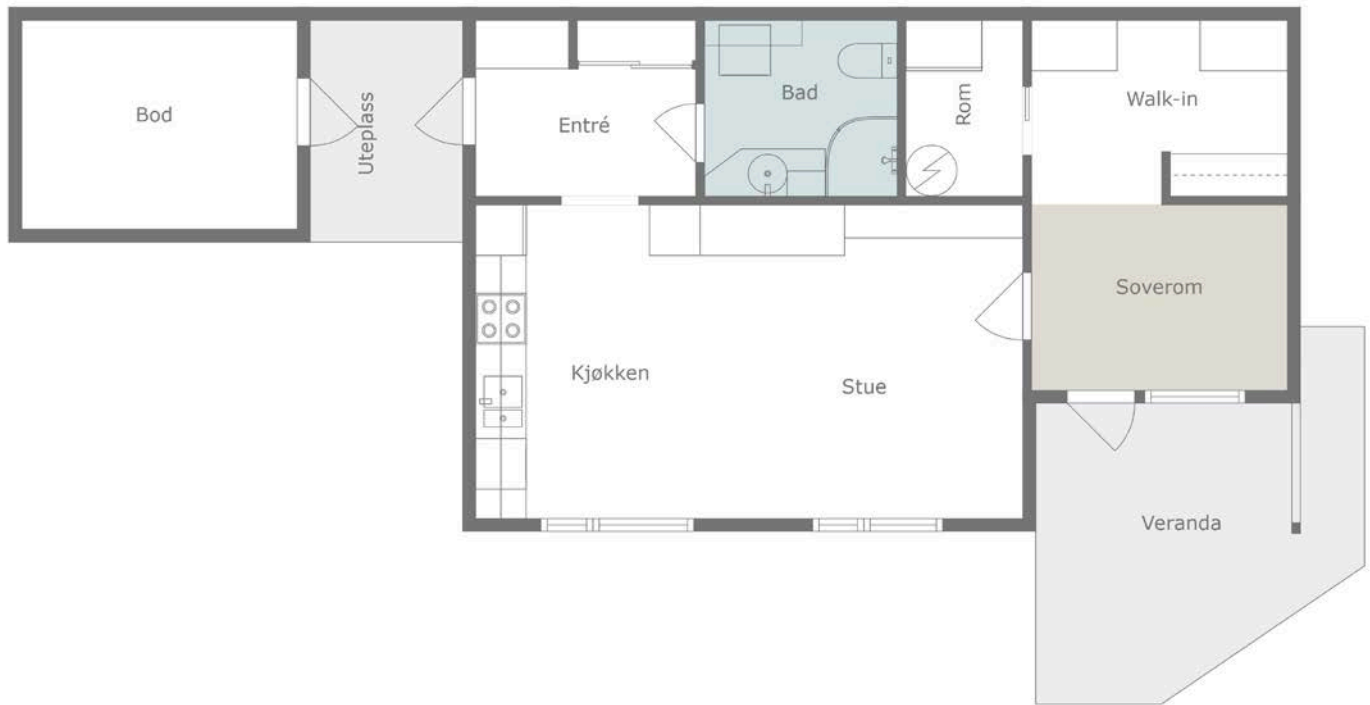 Bod
Uteplass
Entré
Bad
Rom
Walk-in
Soverom
Kjøkken
Stue
Veranda